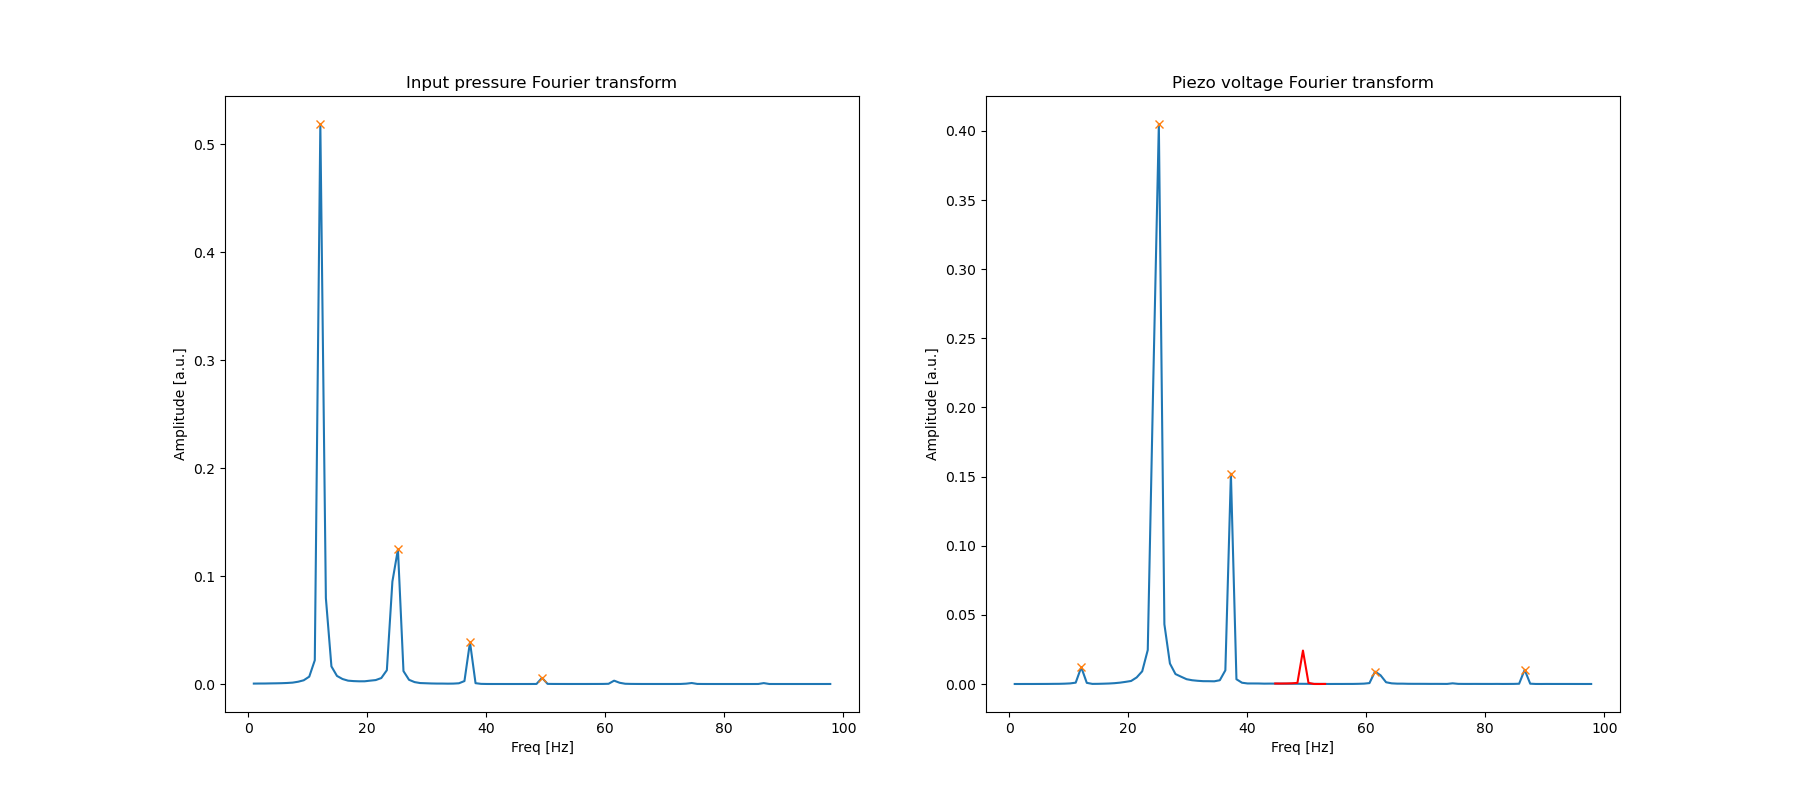 Input pressure Fourier transform
Amplitude [a.u.]
0.5
0.4
0.3
0.2
0.1
0.0
0 20 40 60 80 100
Freq [Hz]
Piezo voltage Fourier transform
Amplitude [a.u.]
0.40
0.35
0.30
0.25
0.20
0.15
0.10
0.05
0.00
0 20 40 60 80 100
Freq [Hz]